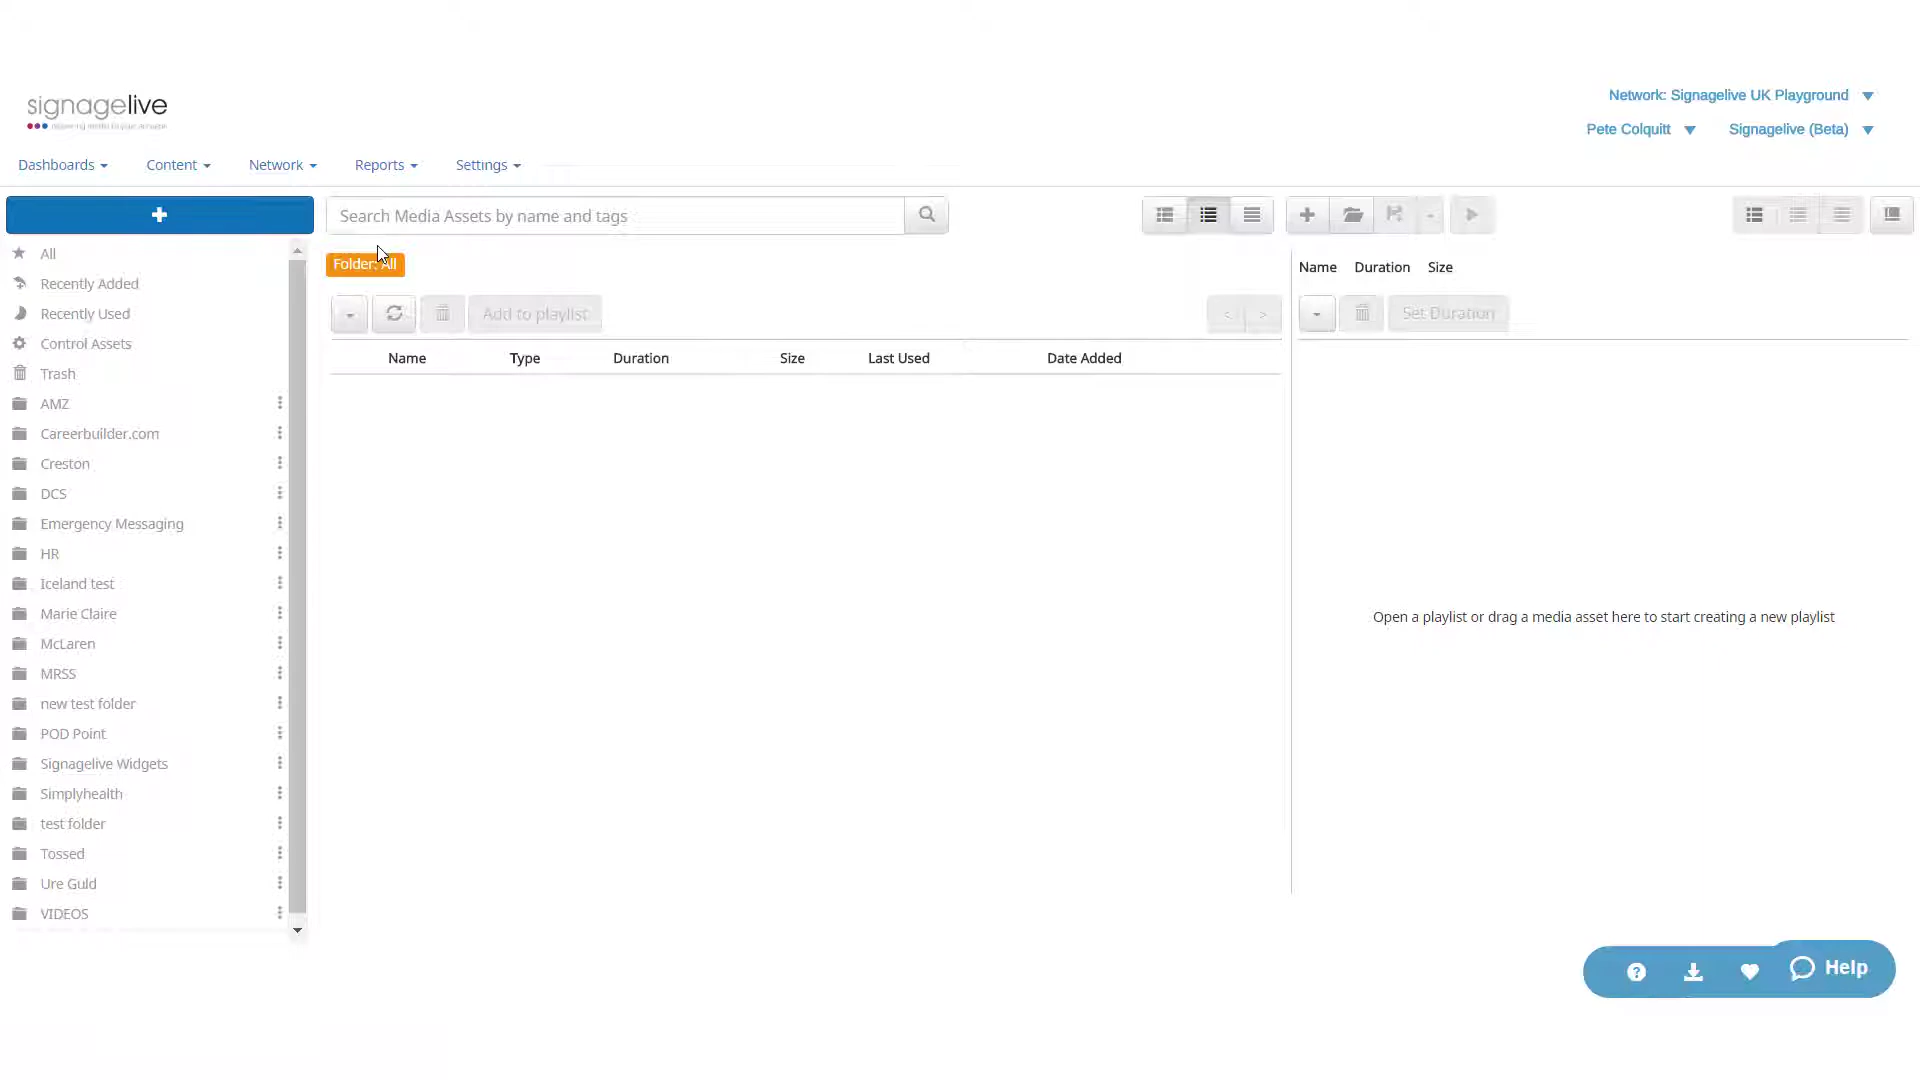 signagelive
Network: Signagelive UK Playground
Pete Colquitt
Signagelive (Beta)
Dashboards
Content
Network
Reports
Settings
Search Media Assets by name and tags
All
Recently Added
Recently Used
Control Assets
Trash
AMZ
Careerbuilder.com
Creston
DCS
Emergency Messaging
HR
Iceland test
Marie Claire
McLaren
MRSS
new test folder
POD Point
Signagelive Widgets
Simplyhealth
test folder
Tossed
Ure Guld
VIDEOS
Folder: All
Add to playlist
< >
Name Type Duration Size Last Used Date Added
Name Duration Size
Set Duration
Open a playlist or drag a media asset here to start creating a new playlist
Help